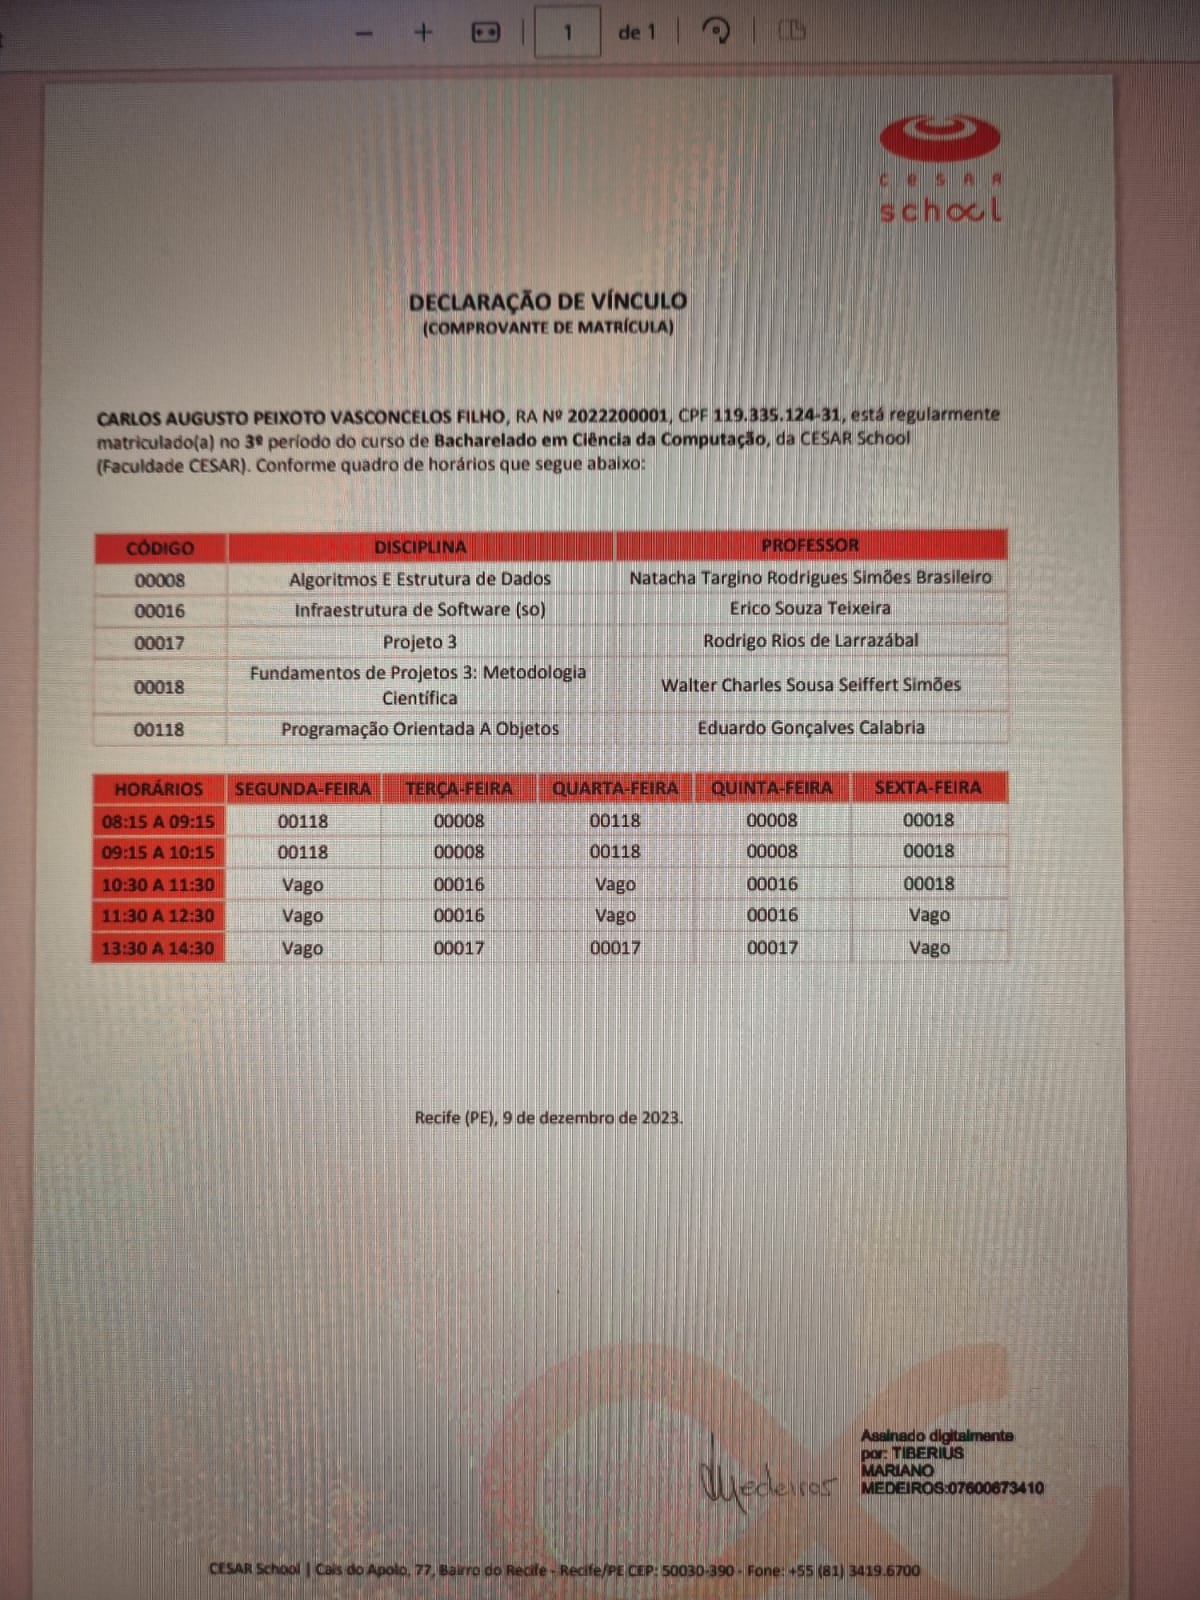 1 de 1
CESAR
school
DECLARAÇÃO DE VÍNCULO
(COMPROVANTE DE MATRÍCULA)
CARLOS AUGUSTO PEIXOTO VASCONCELOS FILHO, RA Nº 2022200001, CPF 119.335.124-31, está regularmente
matriculado(a) no 3º período do curso de Bacharelado em Ciência da Computação, da CESAR School
(Faculdade CESAR). Conforme quadro de horários que segue abaixo:
CÓDIGO DISCIPLINA PROFESSOR
00008 Algoritmos E Estrutura de Dados Natacha Targino Rodrigues Simões Brasileiro
00016 Infraestrutura de Software (so) Erico Souza Teixeira
00017 Projeto 3 Rodrigo Rios de Larrazábal
00018 Fundamentos de Projetos 3: Metodologia
Científica Walter Charles Sousa Seiffert Simões
00118 Programação Orientada A Objetos Eduardo Gonçalves Calabria
HORÁRIOS SEGUNDA-FEIRA TERÇA-FEIRA QUARTA-FEIRA QUINTA-FEIRA SEXTA-FEIRA
08:15 A 09:15 00118 00008 00118 00008 00018
09:15 A 10:15 00118 00008 00118 00008 00018
10:30 A 11:30 Vago 00016 Vago 00016 00018
11:30 A 12:30 Vago 00016 Vago 00016 Vago
13:30 A 14:30 Vago 00017 00017 00017 Vago
Recife (PE), 9 de dezembro de 2023.
Medeiros
Assinado digitalmente
por: TIBERIUS
MARIANO
MEDEIROS:07600673410
CESAR School | Cais do Apolo, 77, Bairro do Recife - Recife/PE CEP: 50030-390 - Fone: +55 (81) 3419.6700